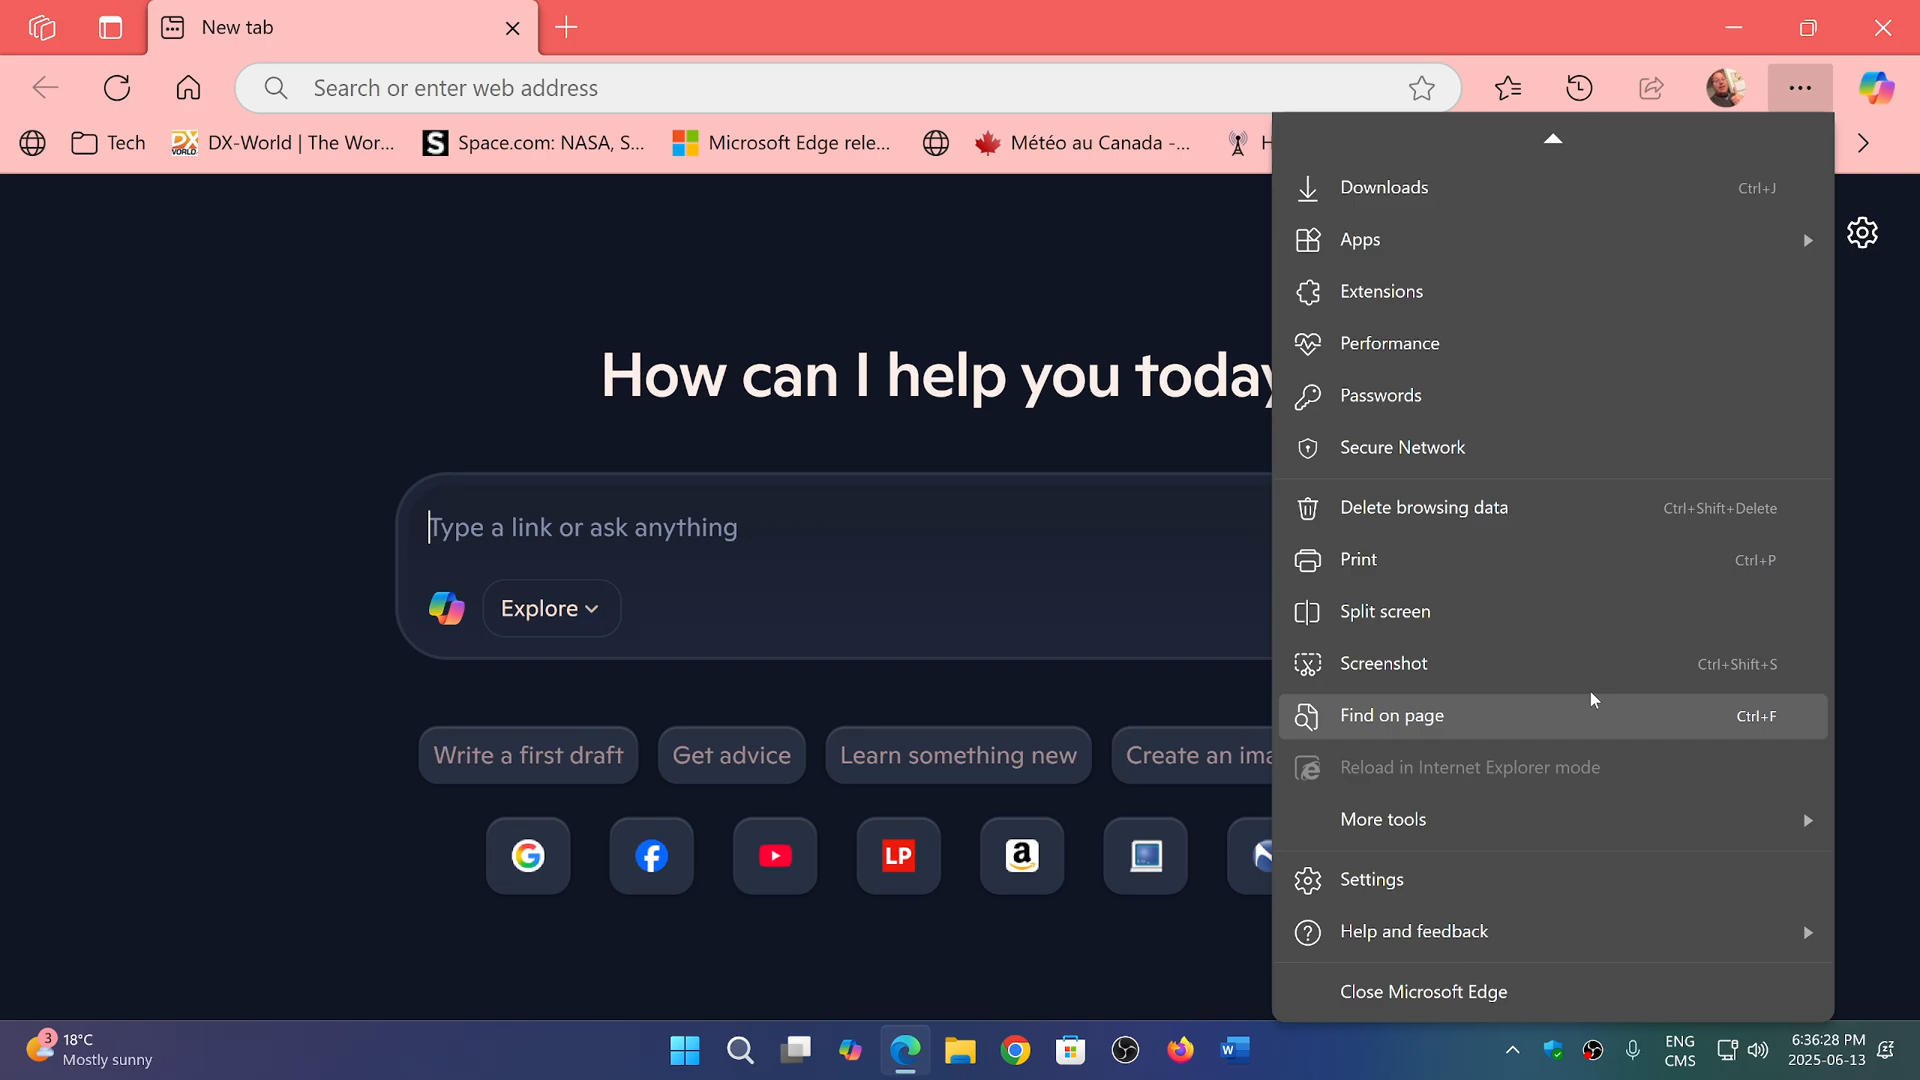 New tab
Search or enter web address
Tech
DX-World | The Wor...
Space.com: NASA, S...
Microsoft Edge rele...
Météo au Canada -...
H
How can I help you today
Type a link or ask anything
Explore
Write a first draft
Get advice
Learn something new
Create an ima
LP
Downloads Ctrl+J
Apps
Extensions
Performance
Passwords
Secure Network
Delete browsing data Ctrl+Shift+Delete
Print Ctrl+P
Split screen
Screenshot Ctrl+Shift+S
Find on page Ctrl+F
Reload in Internet Explorer mode
More tools
Settings
Help and feedback
Close Microsoft Edge
3
18°C
Mostly sunny
ENG
CMS
6:36:28 PM
2025-06-13